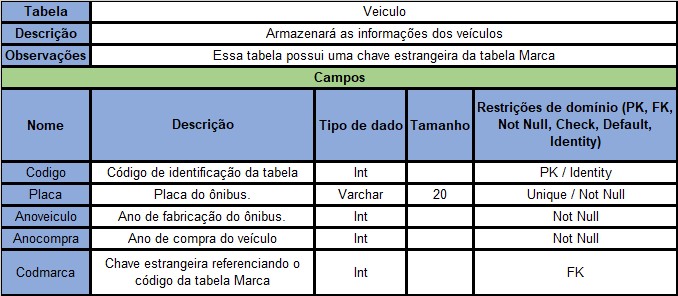 Tabela Veiculo
Descrição Armazenará as informações dos veículos
Observações Essa tabela possui uma chave estrangeira da tabela Marca
Campos
Nome Descrição Tipo de dado Tamanho Restrições de domínio (PK, FK, Not Null, Check, Default, Identity)
Codigo Código de identificação da tabela Int PK / Identity
Placa Placa do ônibus. Varchar 20 Unique / Not Null
Anoveiculo Ano de fabricação do ônibus. Int Not Null
Anocompra Ano de compra do veículo Int Not Null
Codmarca Chave estrangeira referenciando o código da tabela Marca Int FK